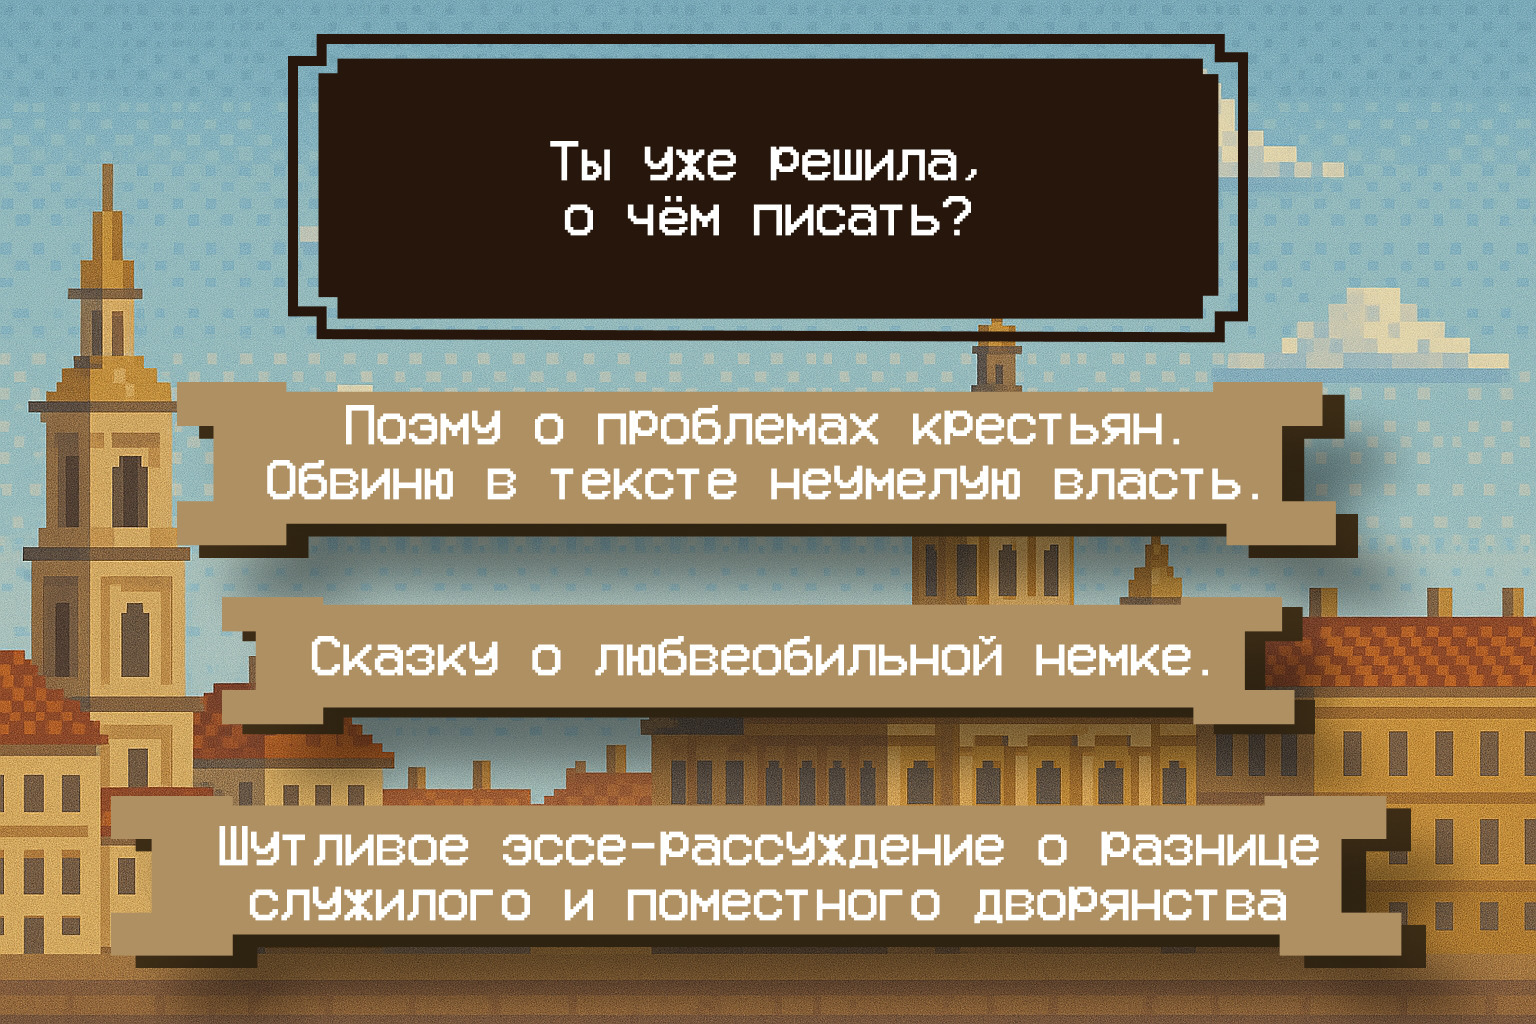 Ты уже решила,
о чём писать?
Поэму о проблемах крестьян.
Обвиню в тексте неумелую власть.
Сказку о любвеобильной немке.
Шутливое эссе-рассуждение о разнице
служилого и поместного дворянства